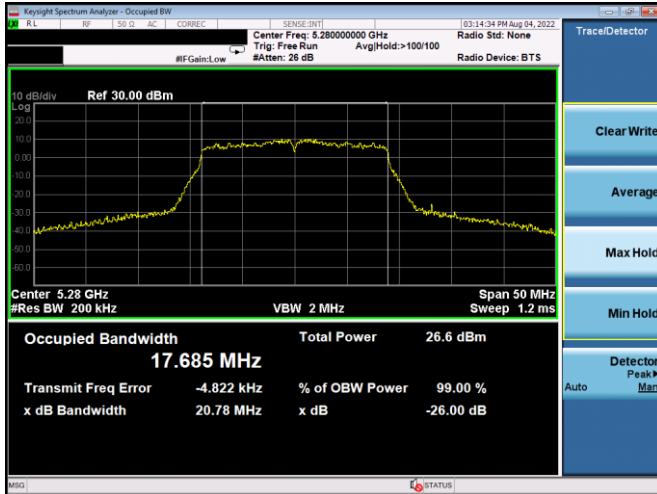 Keysight Spectrum Analyzer - Occupied BW
RL RF 50 Ω AC CORREC SENSE:INT 03:14:34 PM Aug 04, 2022
Center Freq: 5.280000000 GHz Radio Std: None
Trig: Free Run Avg|Hold:>100/100
#IFGain:Low #Atten: 26 dB Radio Device: BTS
Trace/Detector
10 dB/div Ref 30.00 dBm
Log
20.0
10.0
0.00
-10.0
-20.0
-30.0
-40.0
-50.0
-60.0
Center 5.28 GHz Span 50 MHz
#Res BW 200 kHz VBW 2 MHz Sweep 1.2 ms
Occupied Bandwidth Total Power 26.6 dBm
17.685 MHz
Transmit Freq Error -4.822 kHz % of OBW Power 99.00 %
x dB Bandwidth 20.78 MHz x dB -26.00 dB
Clear Write
Average
Max Hold
Min Hold
Detector
Peak▶
Auto Man
MSG STATUS